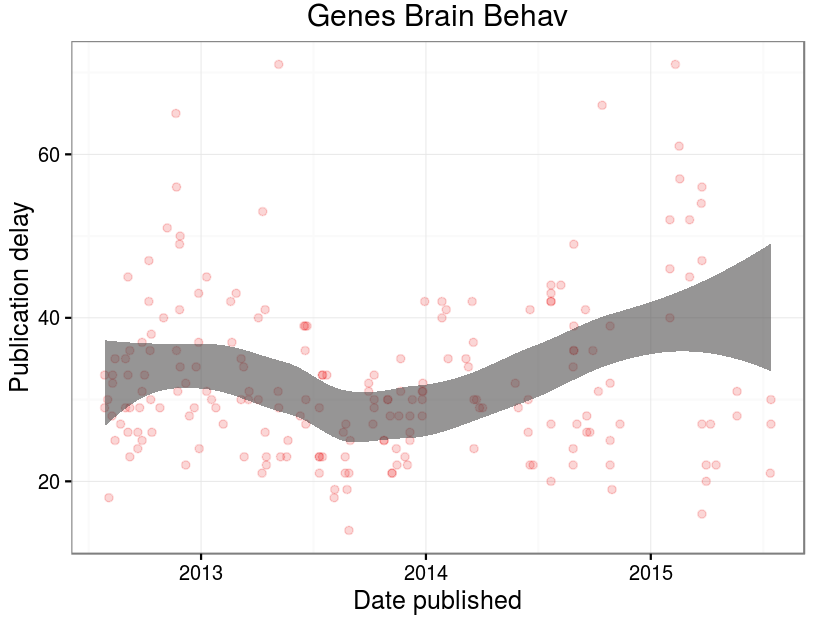 Genes Brain Behav
Publication delay
60
40
20
2013 2014 2015
Date published